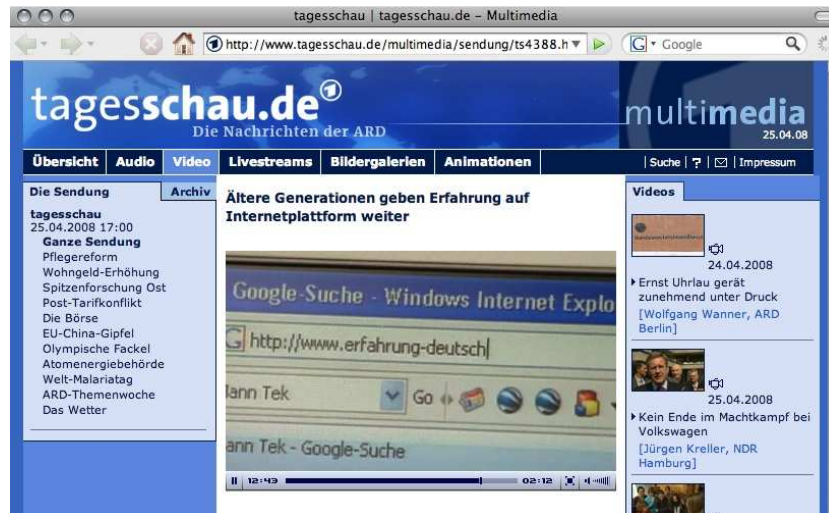 tagesschau | tagesschau.de – Multimedia
http://www.tagesschau.de/multimedia/sendung/ts4388.h
G Google
tagesschau.de
Die Nachrichten der ARD
multimedia
25.04.08
Übersicht Audio Video Livestreams Bildergalerien Animationen
| Suche | ? | | Impressum
Die Sendung Archiv
tagesschau
25.04.2008 17:00
Ganze Sendung
Pflegereform
Wohngeld-Erhöhung
Spitzenforschung Ost
Post-Tarifkonflikt
Die Börse
EU-China-Gipfel
Olympische Fackel
Atomenergiebehörde
Welt-Malariatag
ARD-Themenwoche
Das Wetter
Ältere Generationen geben Erfahrung auf
Internetplattform weiter
Google-Suche - Windows Internet Explo
G http://www.erfahrung-deutsch
Mann Tek Go
ann Tek - Google-Suche
12:43 02:12
Videos
24.04.2008
Ernst Uhrlau gerät
zunehmend unter Druck
[Wolfgang Wanner, ARD
Berlin]
25.04.2008
Kein Ende im Machtkampf bei
Volkswagen
[Jürgen Kreller, NDR
Hamburg]